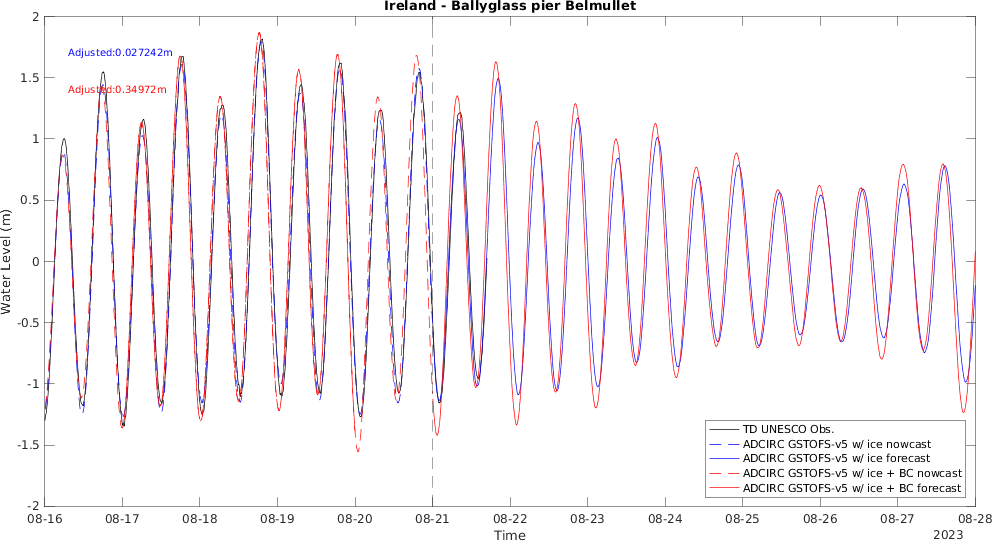 Ireland - Ballyglass pier Belmullet
Adjusted:0.027242m
Adjusted:0.34972m
Water Level (m)
2
1.5
1
0.5
0
-0.5
-1
-1.5
-2
TD UNESCO Obs.
ADCIRC GSTOFS-v5 w/ ice nowcast
ADCIRC GSTOFS-v5 w/ ice forecast
ADCIRC GSTOFS-v5 w/ ice + BC nowcast
ADCIRC GSTOFS-v5 w/ ice + BC forecast
08-16 08-17 08-18 08-19 08-20 08-21 08-22 08-23 08-24 08-25 08-26 08-27 08-28
Time
2023